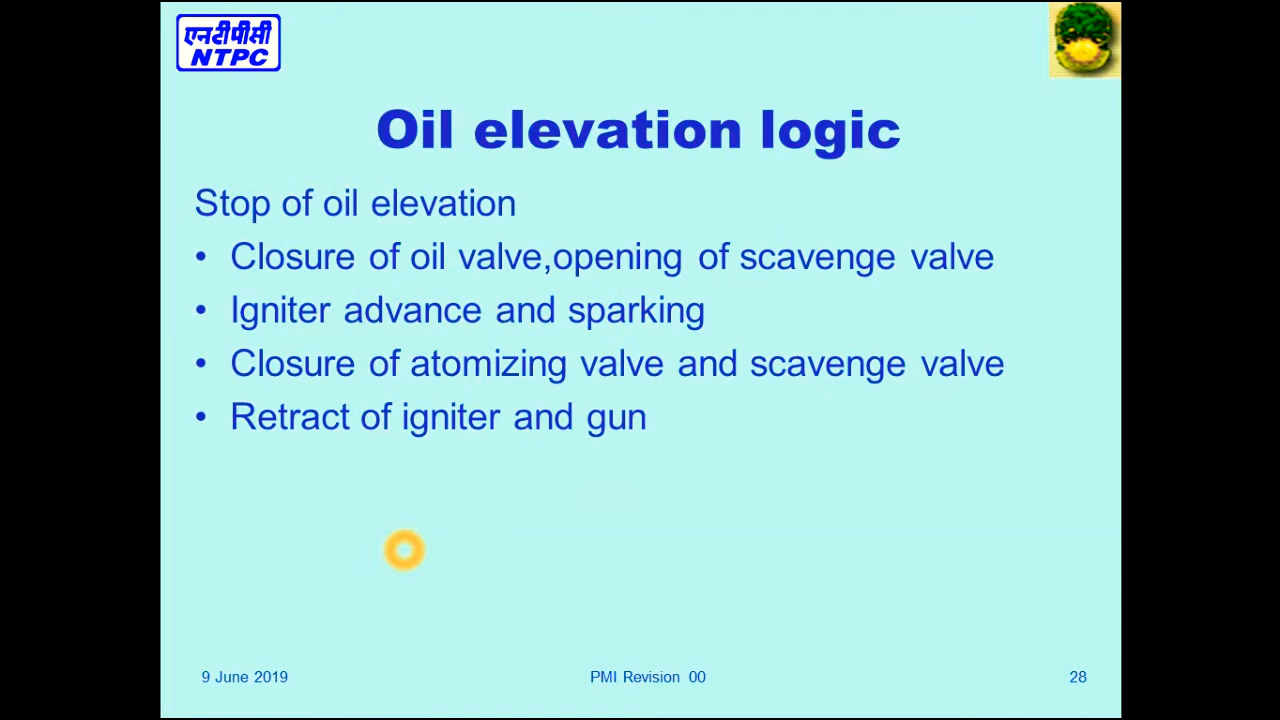 एनटीपीसी
NTPC
Oil elevation logic
Stop of oil elevation
• Closure of oil valve,opening of scavenge valve
• Igniter advance and sparking
• Closure of atomizing valve and scavenge valve
• Retract of igniter and gun
9 June 2019 PMI Revision 00 28